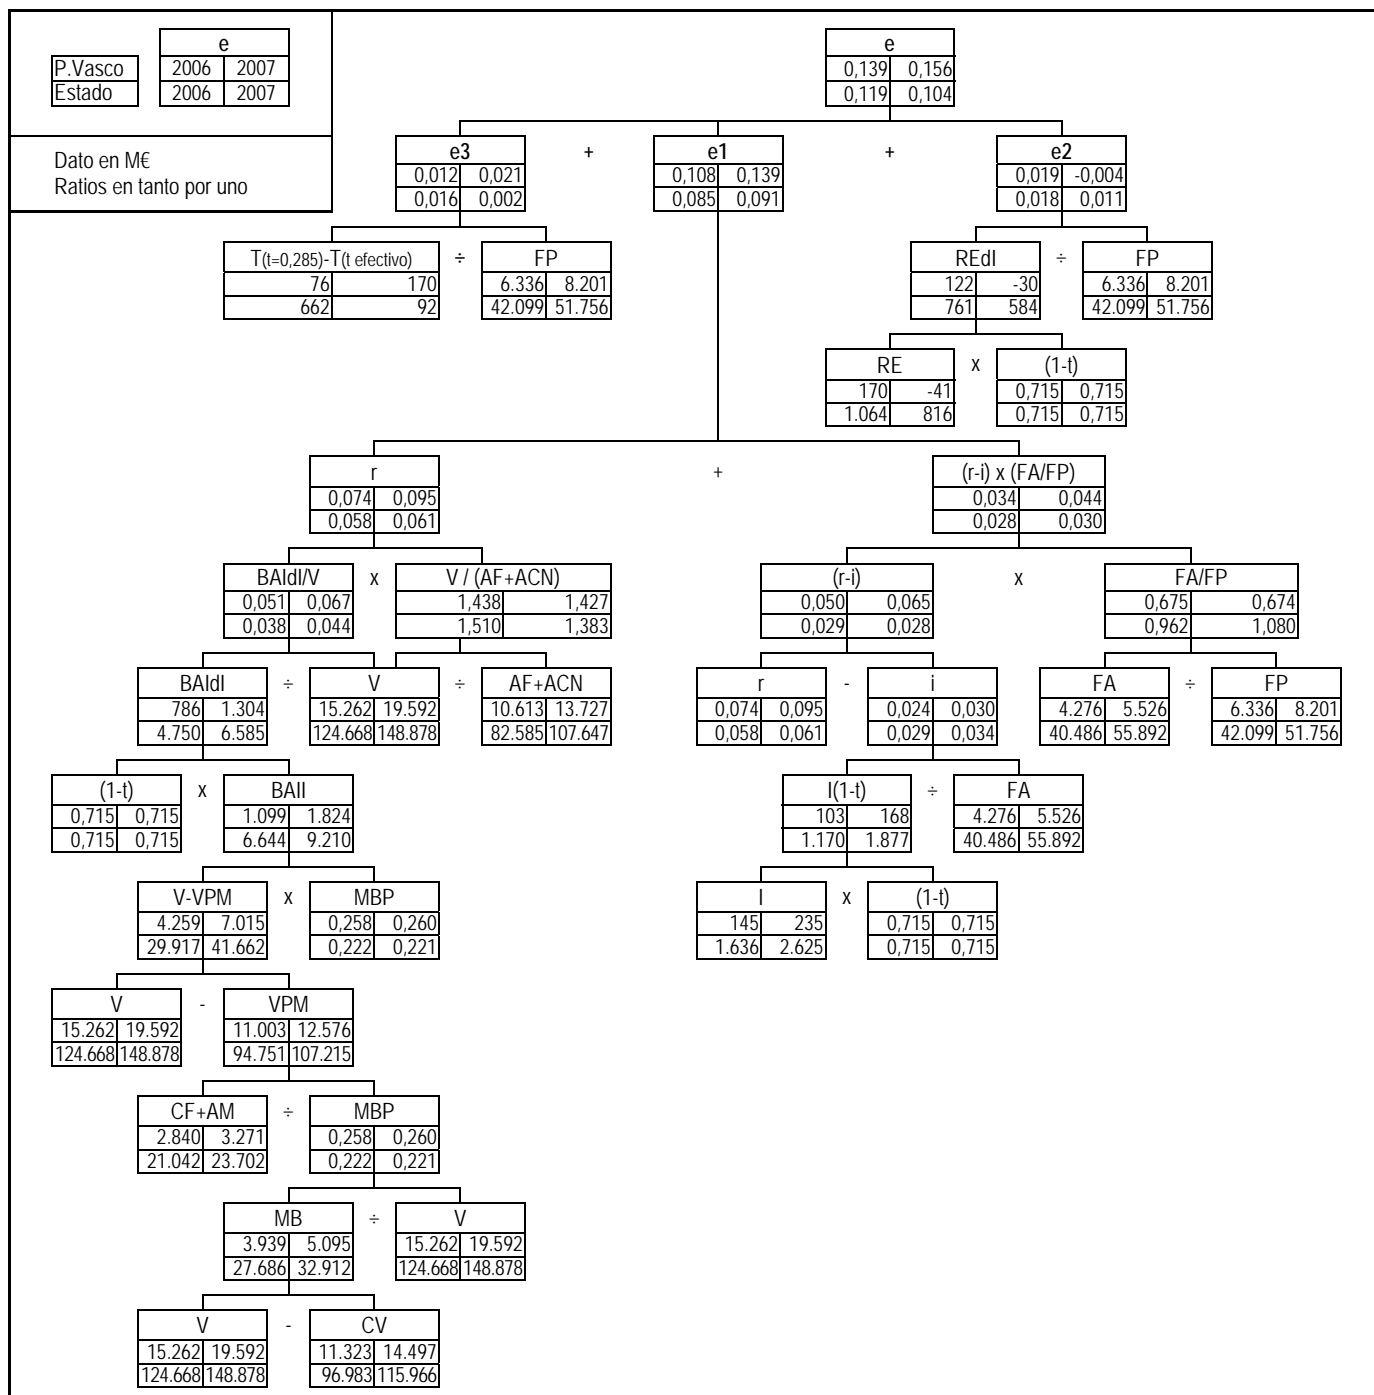 e
P.Vasco 2006 2007
Estado 2006 2007
Dato en M€
Ratios en tanto por uno
e
0,139 0,156
0,119 0,104
e3 + e1 + e2
0,012 0,021 0,108 0,139 0,019 -0,004
0,016 0,002 0,085 0,091 0,018 0,011
T(t=0,285)-T(t efectivo) ÷ FP REdI ÷ FP
76 170 6.336 8.201 122 -30 6.336 8.201
662 92 42.099 51.756 761 584 42.099 51.756
RE x (1-t)
170 -41 0,715 0,715
1.064 816 0,715 0,715
r + (r-i) x (FA/FP)
0,074 0,095 0,034 0,044
0,058 0,061 0,028 0,030
BAIdI/V x V / (AF+ACN) (r-i) x FA/FP
0,051 0,067 1,438 1,427 0,050 0,065 0,675 0,674
0,038 0,044 1,510 1,383 0,029 0,028 0,962 1,080
BAIdI ÷ V ÷ AF+ACN r - i FA ÷ FP
786 1.304 15.262 19.592 10.613 13.727 0,074 0,095 0,024 0,030 4.276 5.526 6.336 8.201
4.750 6.585 124.668 148.878 82.585 107.647 0,058 0,061 0,029 0,034 40.486 55.892 42.099 51.756
(1-t) x BAII I(1-t) ÷ FA
0,715 0,715 1.099 1.824 103 168 4.276 5.526
0,715 0,715 6.644 9.210 1.170 1.877 40.486 55.892
V-VPM x MBP I x (1-t)
4.259 7.015 0,258 0,260 145 235 0,715 0,715
29.917 41.662 0,222 0,221 1.636 2.625 0,715 0,715
V - VPM
15.262 19.592 11.003 12.576
124.668 148.878 94.751 107.215
CF+AM ÷ MBP
2.840 3.271 0,258 0,260
21.042 23.702 0,222 0,221
MB ÷ V
3.939 5.095 15.262 19.592
27.686 32.912 124.668 148.878
V - CV
15.262 19.592 11.323 14.497
124.668 148.878 96.983 115.966